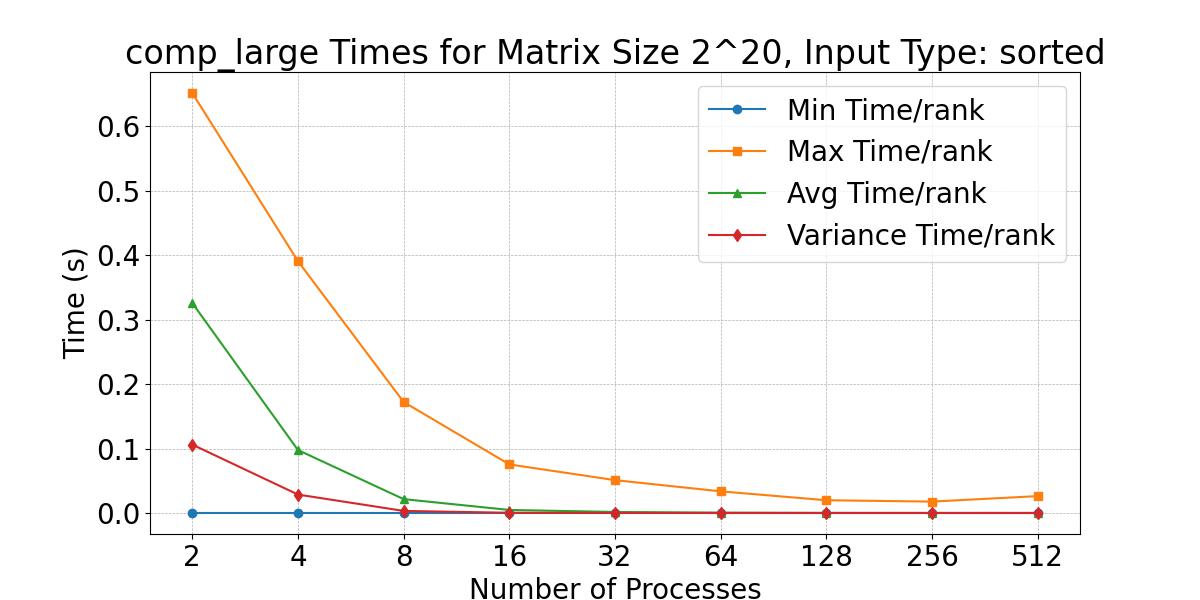 comp_large Times for Matrix Size 2^20, Input Type: sorted
Min Time/rank
Max Time/rank
Avg Time/rank
Variance Time/rank
Time (s)
0.6
0.5
0.4
0.3
0.2
0.1
0.0
2 4 8 16 32 64 128 256 512
Number of Processes